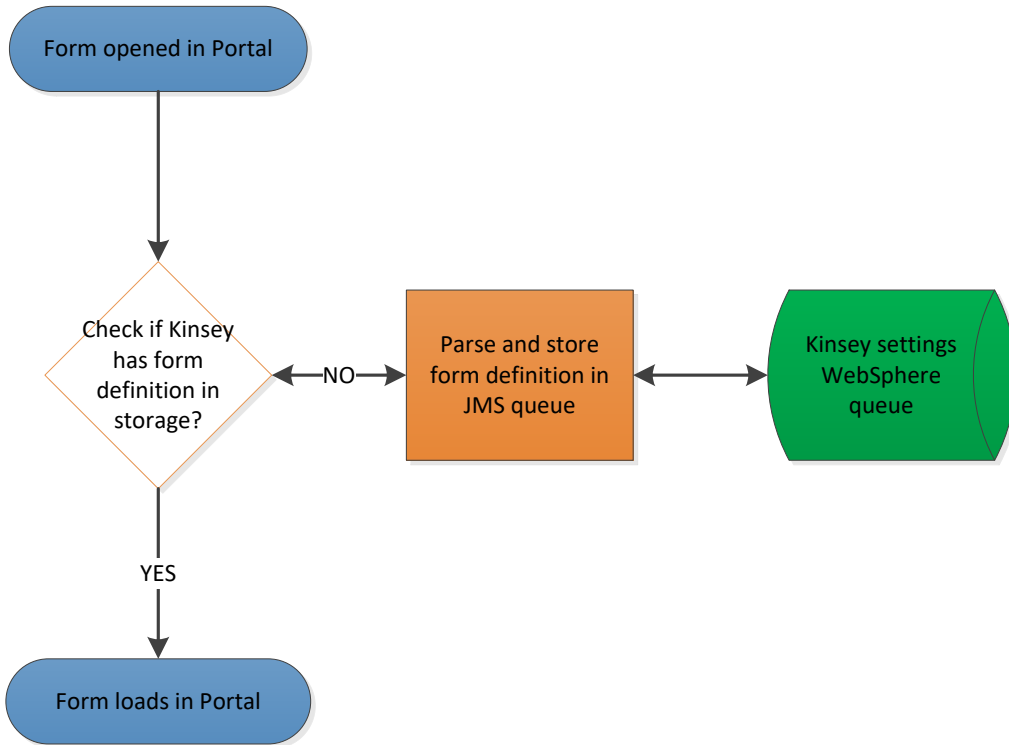 Form opened in Portal
Check if Kinsey
has form
definition in
storage?
NO
Parse and store
form definition in
JMS queue
Kinsey settings
WebSphere
queue
YES
Form loads in Portal